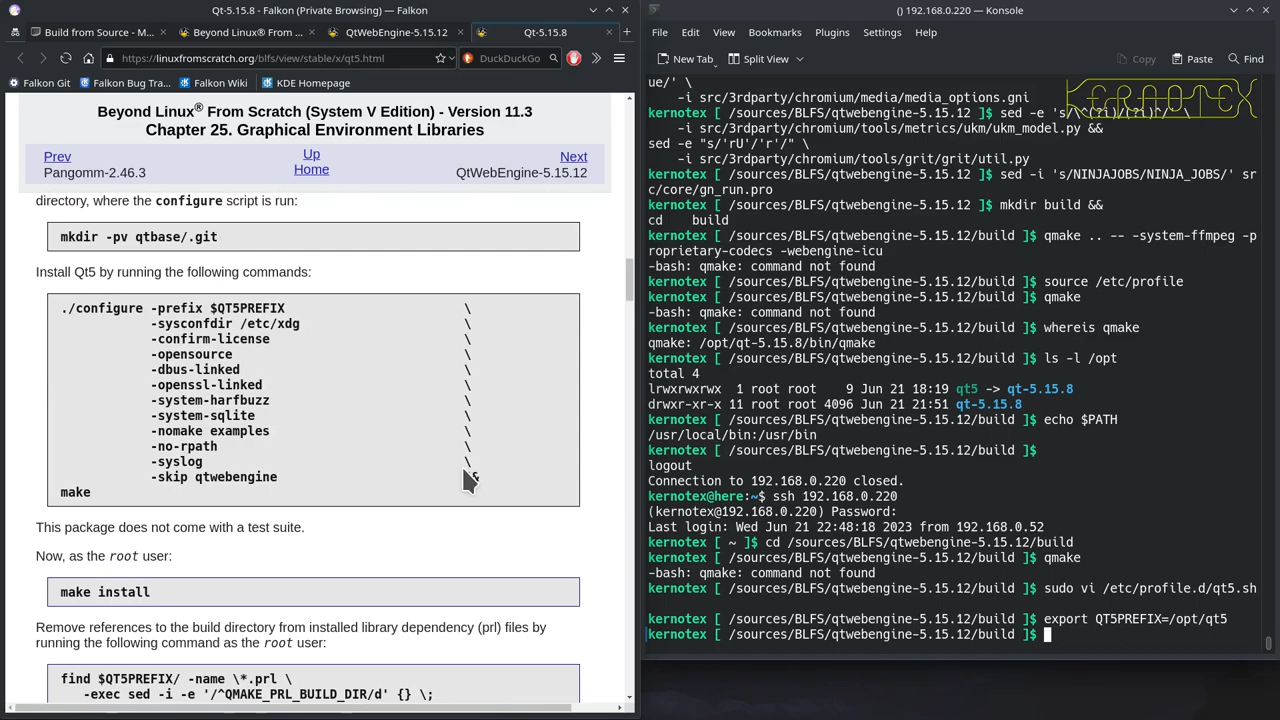 Qt-5.15.8 - Falkon (Private Browsing) — Falkon
Build from Source - M...
Beyond Linux® From ...
QtWebEngine-5.15.12
Qt-5.15.8
https://linuxfromscratch.org/blfs/view/stable/x/qt5.html
DuckDuckGo
Falkon Git
Falkon Bug Tra...
Falkon Wiki
KDE Homepage
Beyond Linux® From Scratch (System V Edition) - Version 11.3
Chapter 25. Graphical Environment Libraries
Prev
Up
Next
Pangomm-2.46.3
Home
QtWebEngine-5.15.12
directory, where the configure script is run:
mkdir -pv qtbase/.git
Install Qt5 by running the following commands:
./configure -prefix $QT5PREFIX \
-sysconfdir /etc/xdg \
-confirm-license \
-opensource \
-dbus-linked \
-openssl-linked \
-system-harfbuzz \
-system-sqlite \
-nomake examples \
-no-rpath \
-syslog \
-skip qtwebengine &
make
This package does not come with a test suite.
Now, as the root user:
make install
Remove references to the build directory from installed library dependency (prl) files by
running the following command as the root user:
find $QT5PREFIX/ -name \*.prl \
-exec sed -i -e '/^QMAKE_PRL_BUILD_DIR/d' {} \;
() 192.168.0.220 — Konsole
File Edit View Bookmarks Plugins Settings Help
New Tab
Split View
Copy
Paste
Find
KERNOTEX
ue/' \
-i src/3rdparty/chromium/media/media_options.gni
kernotex [ /sources/BLFS/qtwebengine-5.15.12 ]$ sed -e 's/\^(?i)/(?i)^/' \
-i src/3rdparty/chromium/tools/metrics/ukm/ukm_model.py &&
sed -e "s/'rU'/'r'/" \
-i src/3rdparty/chromium/tools/grit/grit/util.py
kernotex [ /sources/BLFS/qtwebengine-5.15.12 ]$ sed -i 's/NINJAJOBS/NINJA_JOBS/' sr
c/core/gn_run.pro
kernotex [ /sources/BLFS/qtwebengine-5.15.12 ]$ mkdir build &&
cd    build
kernotex [ /sources/BLFS/qtwebengine-5.15.12/build ]$ qmake .. -- -system-ffmpeg -p
roprietary-codecs -webengine-icu
-bash: qmake: command not found
kernotex [ /sources/BLFS/qtwebengine-5.15.12/build ]$ source /etc/profile
kernotex [ /sources/BLFS/qtwebengine-5.15.12/build ]$ qmake
-bash: qmake: command not found
kernotex [ /sources/BLFS/qtwebengine-5.15.12/build ]$ whereis qmake
qmake: /opt/qt-5.15.8/bin/qmake
kernotex [ /sources/BLFS/qtwebengine-5.15.12/build ]$ ls -l /opt
total 4
lrwxrwxrwx  1 root root    9 Jun 21 18:19 qt5 -> qt-5.15.8
drwxr-xr-x 11 root root 4096 Jun 21 21:51 qt-5.15.8
kernotex [ /sources/BLFS/qtwebengine-5.15.12/build ]$ echo $PATH
/usr/local/bin:/usr/bin
kernotex [ /sources/BLFS/qtwebengine-5.15.12/build ]$
logout
Connection to 192.168.0.220 closed.
kernotex@here:~$ ssh 192.168.0.220
(kernotex@192.168.0.220) Password:
Last login: Wed Jun 21 22:48:18 2023 from 192.168.0.52
kernotex [ ~ ]$ cd /sources/BLFS/qtwebengine-5.15.12/build
kernotex [ /sources/BLFS/qtwebengine-5.15.12/build ]$ qmake
-bash: qmake: command not found
kernotex [ /sources/BLFS/qtwebengine-5.15.12/build ]$ sudo vi /etc/profile.d/qt5.sh
kernotex [ /sources/BLFS/qtwebengine-5.15.12/build ]$ export QT5PREFIX=/opt/qt5
kernotex [ /sources/BLFS/qtwebengine-5.15.12/build ]$